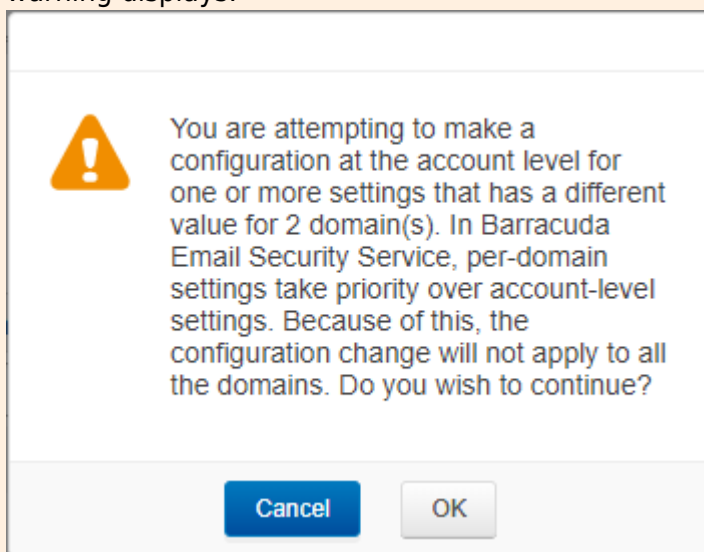 warning displays.
You are attempting to make a
configuration at the account level for
one or more settings that has a different
value for 2 domain(s). In Barracuda
Email Security Service, per-domain
settings take priority over account-level
settings. Because of this, the
configuration change will not apply to all
the domains. Do you wish to continue?
Cancel OK